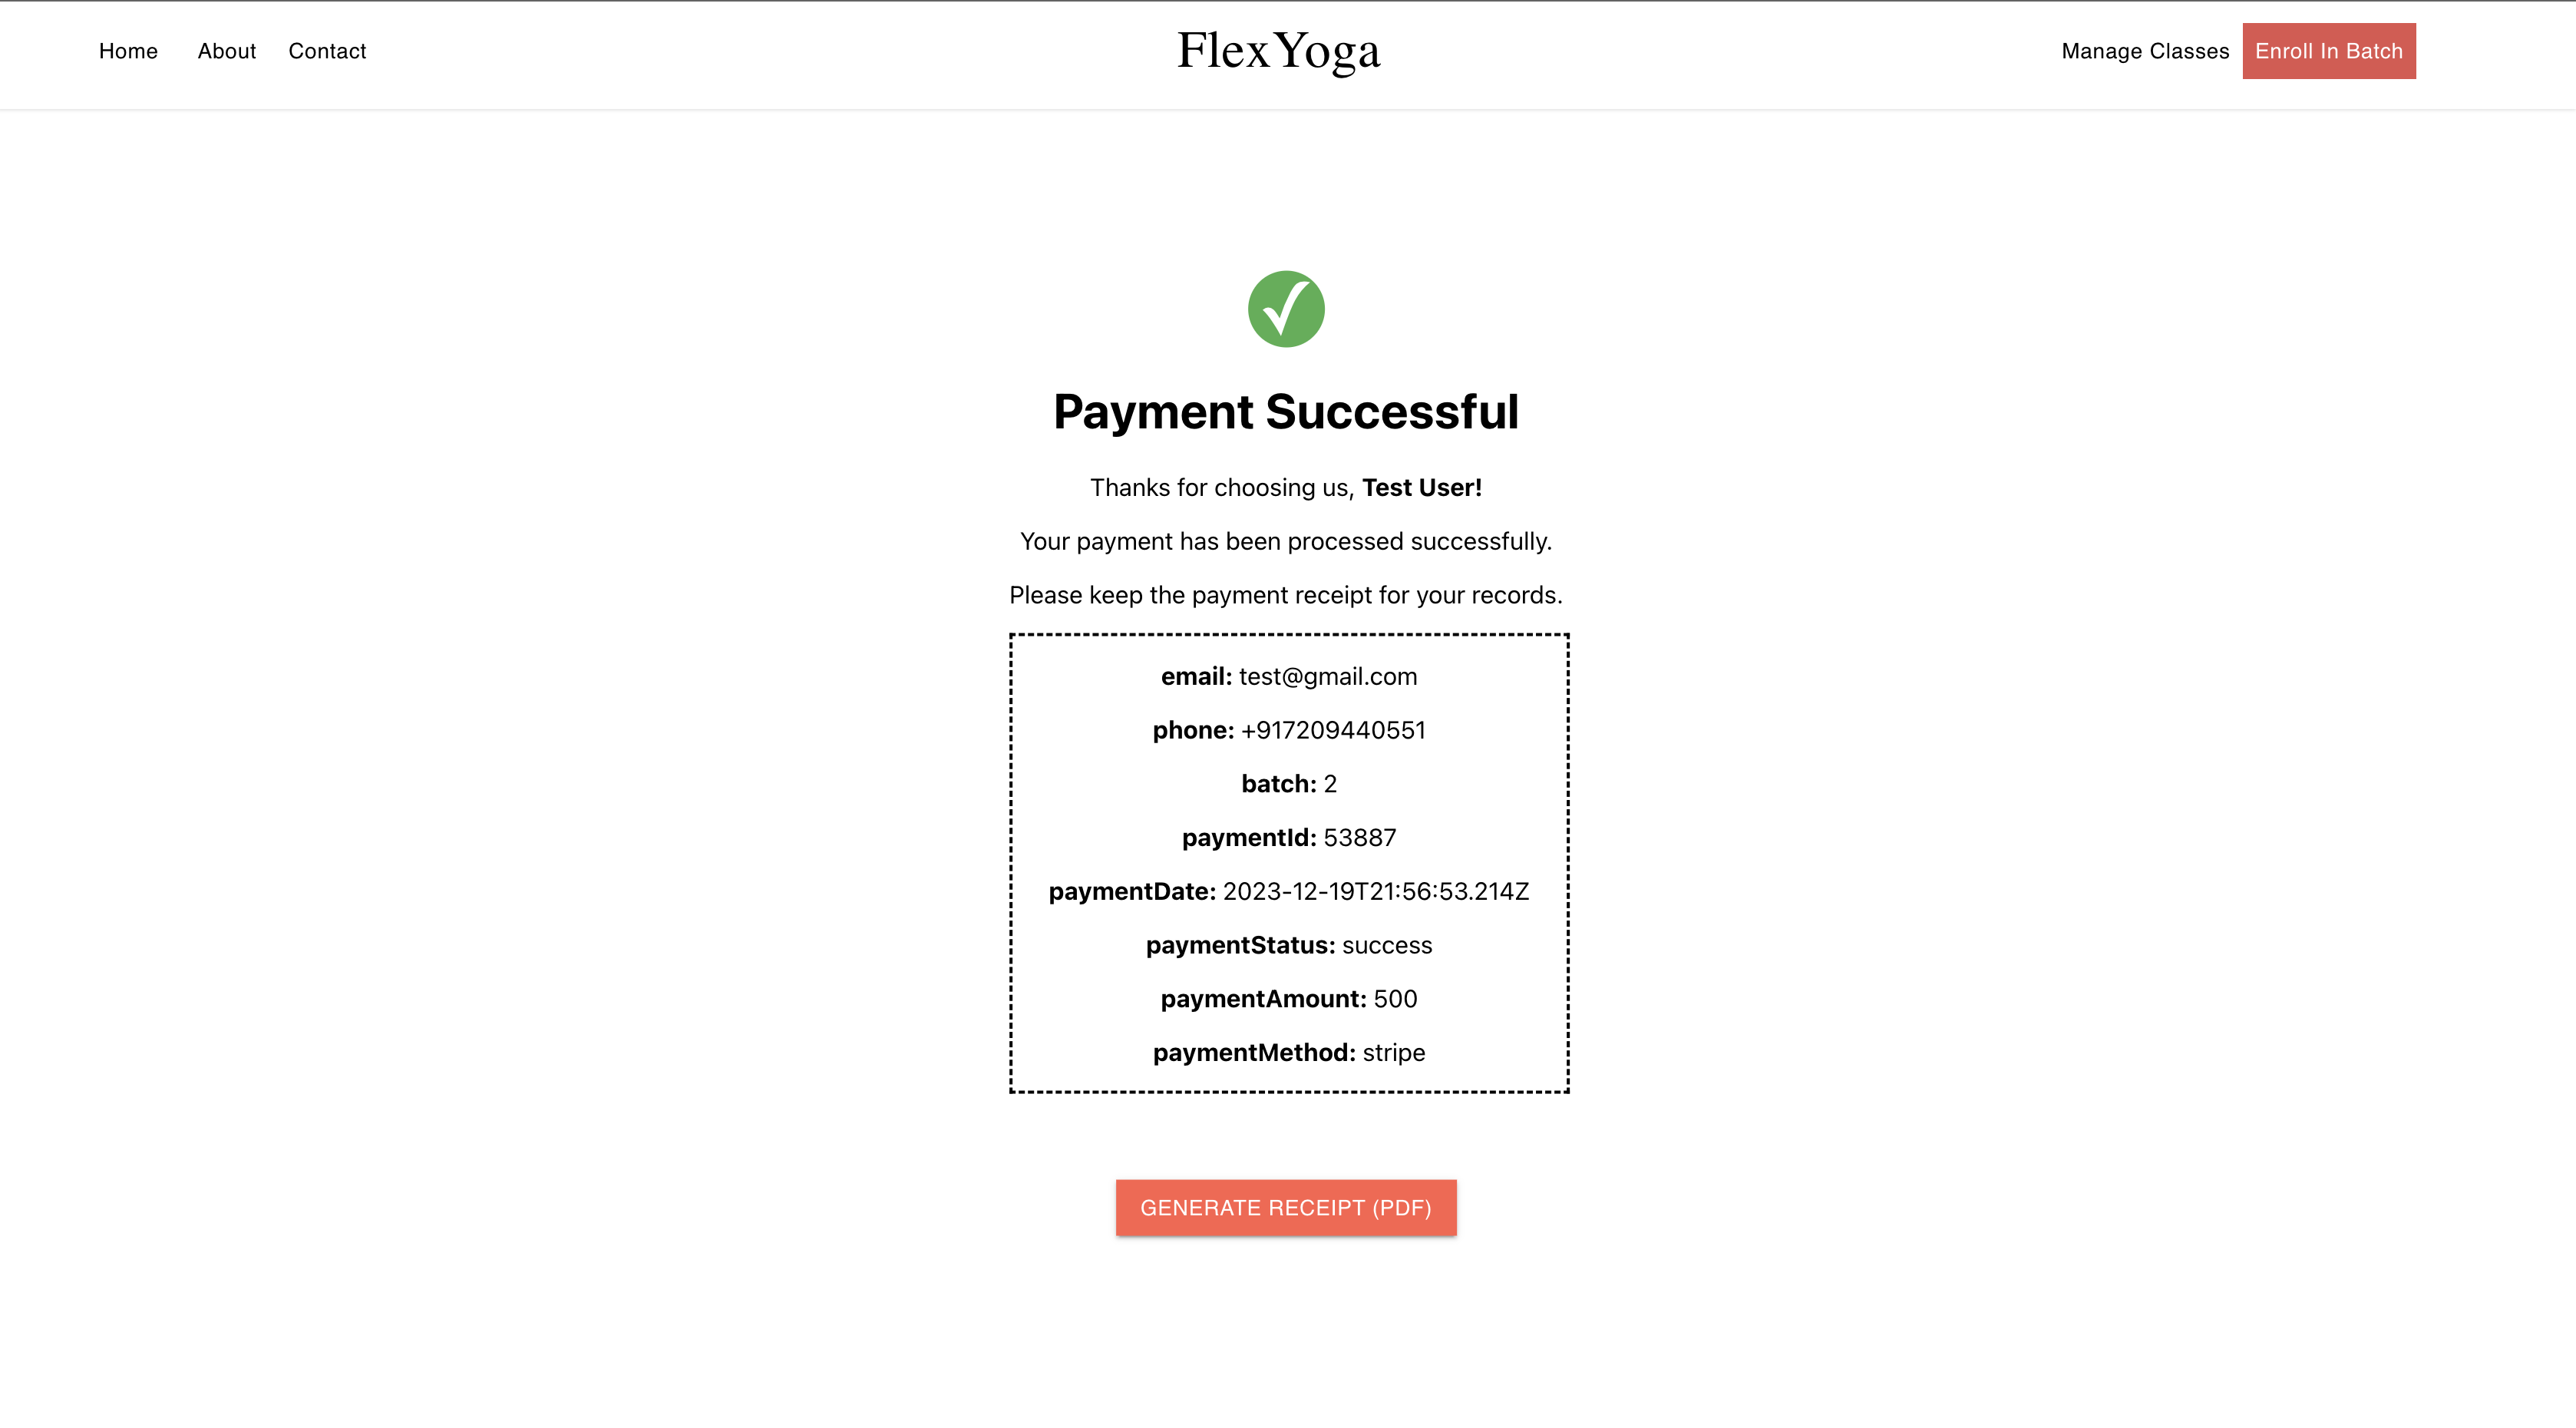 Home About Contact
FlexYoga
Manage Classes Enroll In Batch
Payment Successful
Thanks for choosing us, Test User!
Your payment has been processed successfully.
Please keep the payment receipt for your records.
email: test@gmail.com
phone: +917209440551
batch: 2
paymentId: 53887
paymentDate: 2023-12-19T21:56:53.214Z
paymentStatus: success
paymentAmount: 500
paymentMethod: stripe
GENERATE RECEIPT (PDF)